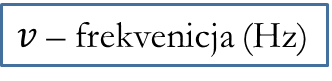 𝝊 – frekvenicja (Hz)